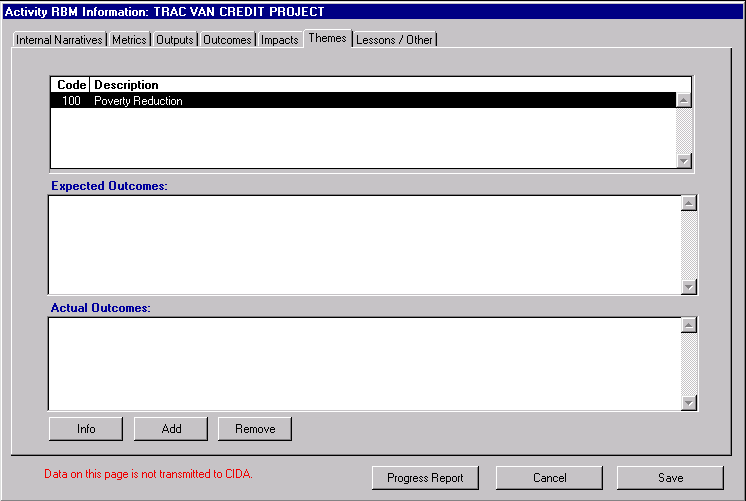 Activity RBM Information: TRAC VAN CREDIT PROJECT
Internal Narratives Metrics Outputs Outcomes Impacts Themes Lessons / Other
Code Description
100 Poverty Reduction
Expected Outcomes:
Actual Outcomes:
Info Add Remove
Data on this page is not transmitted to CIDA.
Progress Report Cancel Save